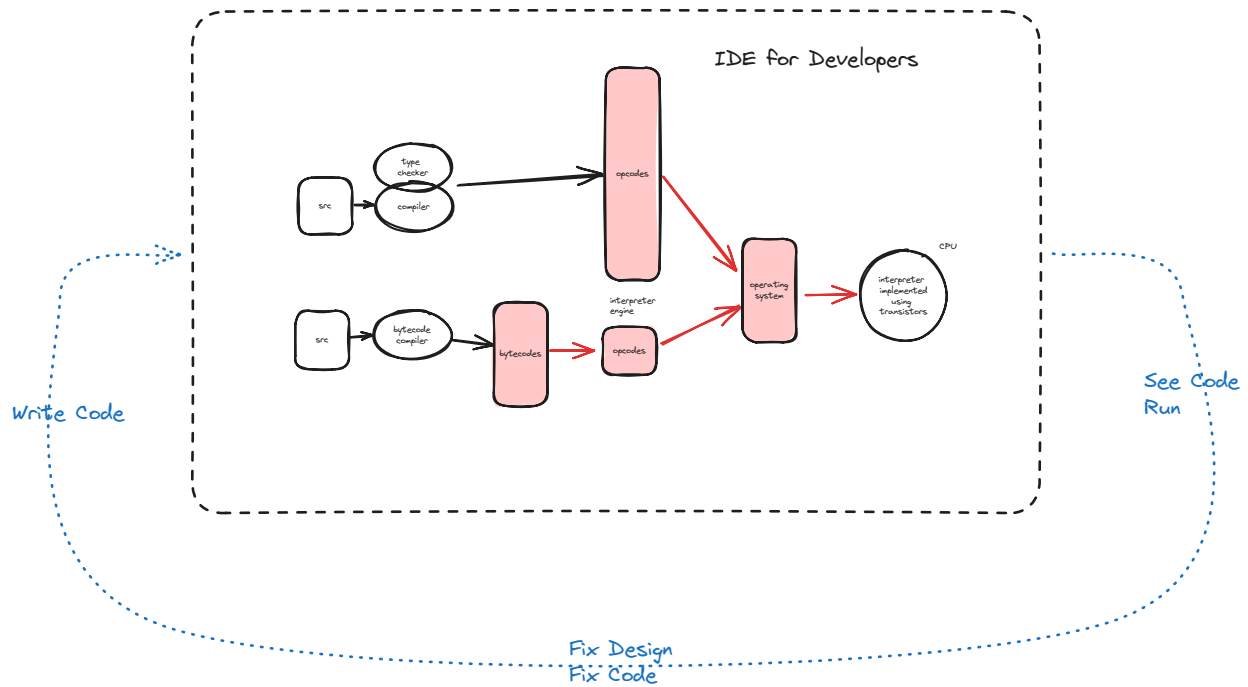 IDE for Developers
type
checker
src
compiler
opcodes
CPU
operating
system
interpreter
implemented
using
transistors
interpreter
engine
src
bytecode
compiler
bytecodes
opcodes
Write Code
See Code
Run
Fix Design
Fix Code